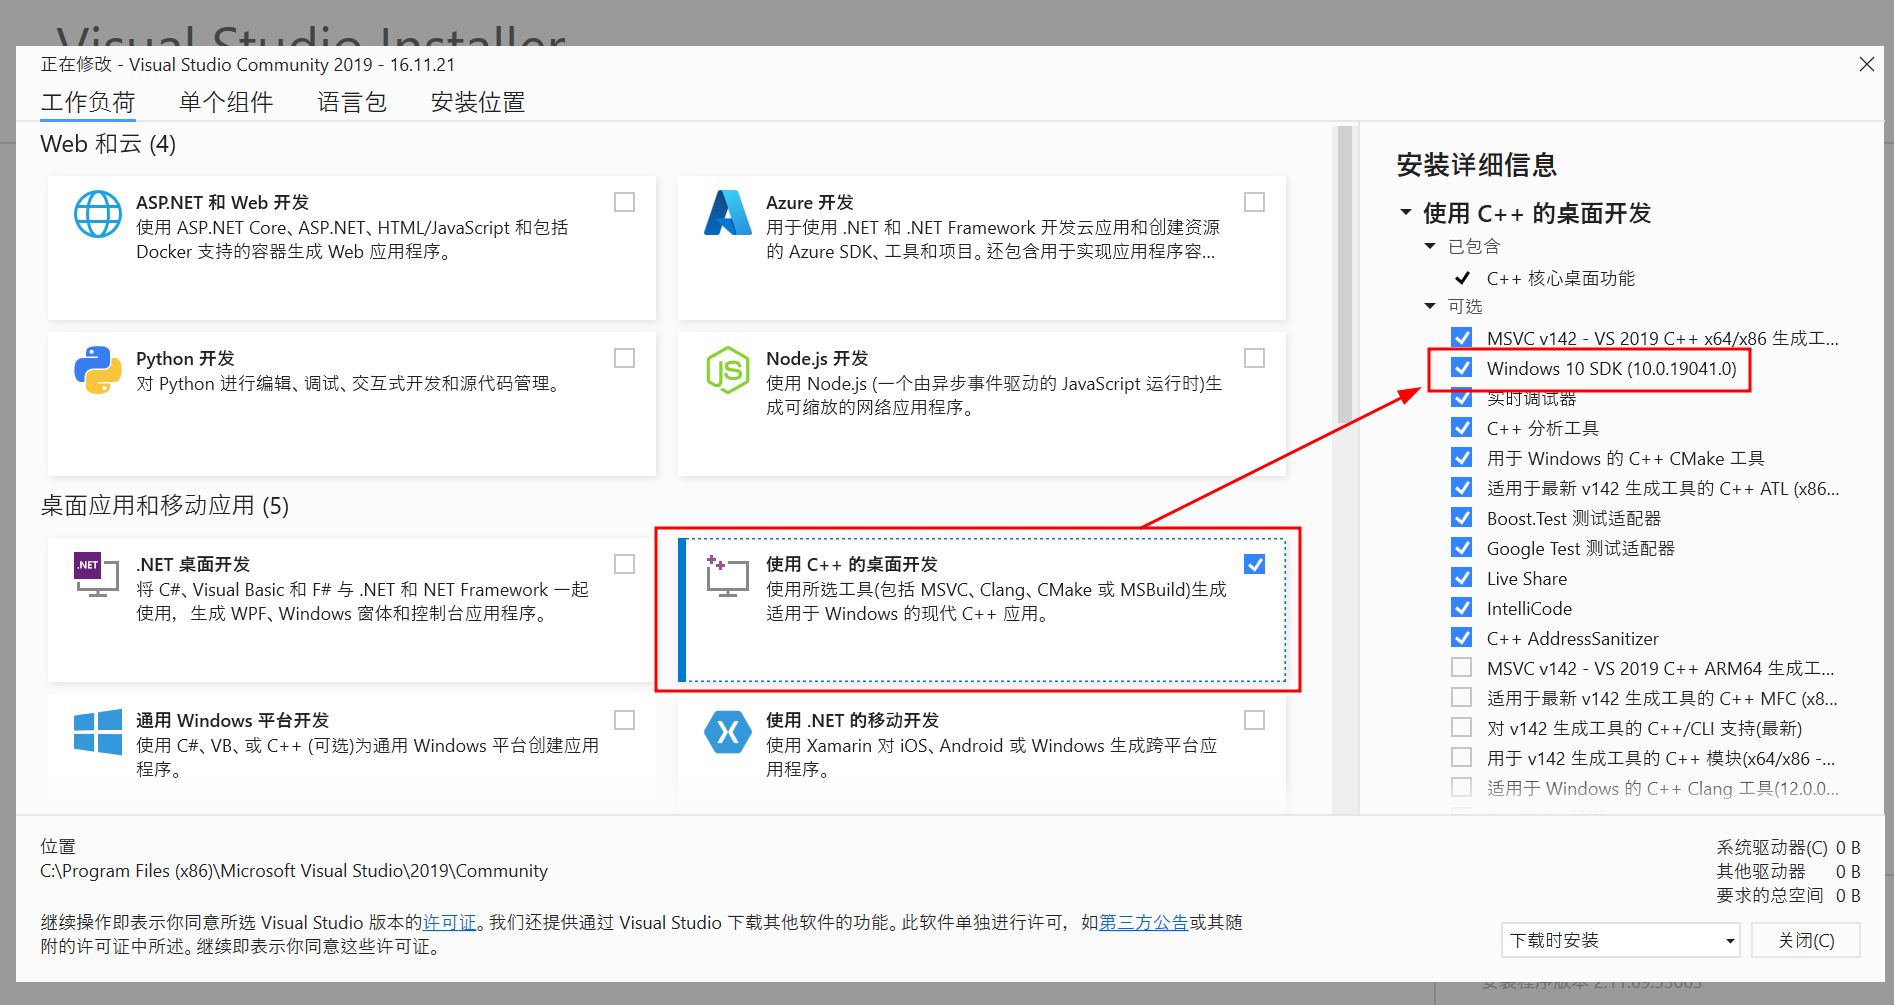 Visual Studio Installer
正在修改 - Visual Studio Community 2019 - 16.11.21
工作负荷 单个组件 语言包 安装位置
Web 和云 (4)
ASP.NET 和 Web 开发
使用 ASP.NET Core、ASP.NET、HTML/JavaScript 和包括
Docker 支持的容器生成 Web 应用程序。
Azure 开发
用于使用 .NET 和 .NET Framework 开发云应用和创建资源
的 Azure SDK、工具和项目。还包含用于实现应用程序容...
Python 开发
对 Python 进行编辑、调试、交互式开发和源代码管理。
Node.js 开发
使用 Node.js (一个由异步事件驱动的 JavaScript 运行时)生
成可缩放的网络应用程序。
桌面应用和移动应用 (5)
.NET
.NET 桌面开发
将 C#、Visual Basic 和 F# 与 .NET 和 NET Framework 一起
使用，生成 WPF、Windows 窗体和控制台应用程序。
使用 C++ 的桌面开发
使用所选工具(包括 MSVC、Clang、CMake 或 MSBuild)生成
适用于 Windows 的现代 C++ 应用。
通用 Windows 平台开发
使用 C#、VB、或 C++ (可选)为通用 Windows 平台创建应用
程序。
使用 .NET 的移动开发
使用 Xamarin 对 iOS、Android 或 Windows 生成跨平台应
用程序。
安装详细信息
使用 C++ 的桌面开发
已包含
C++ 核心桌面功能
可选
MSVC v142 - VS 2019 C++ x64/x86 生成工...
Windows 10 SDK (10.0.19041.0)
实时调试器
C++ 分析工具
用于 Windows 的 C++ CMake 工具
适用于最新 v142 生成工具的 C++ ATL (x86...
Boost.Test 测试适配器
Google Test 测试适配器
Live Share
IntelliCode
C++ AddressSanitizer
MSVC v142 - VS 2019 C++ ARM64 生成工...
适用于最新 v142 生成工具的 C++ MFC (x8...
对 v142 生成工具的 C++/CLI 支持(最新)
用于 v142 生成工具的 C++ 模块(x64/x86 -...
适用于 Windows 的 C++ Clang 工具(12.0.0...
位置
C:\Program Files (x86)\Microsoft Visual Studio\2019\Community
系统驱动器(C) 0 B
其他驱动器 0 B
要求的总空间 0 B
继续操作即表示你同意所选 Visual Studio 版本的许可证。我们还提供通过 Visual Studio 下载其他软件的功能。此软件单独进行许可，如第三方公告或其随
附的许可证中所述。继续即表示你同意这些许可证。
下载时安装
关闭(C)